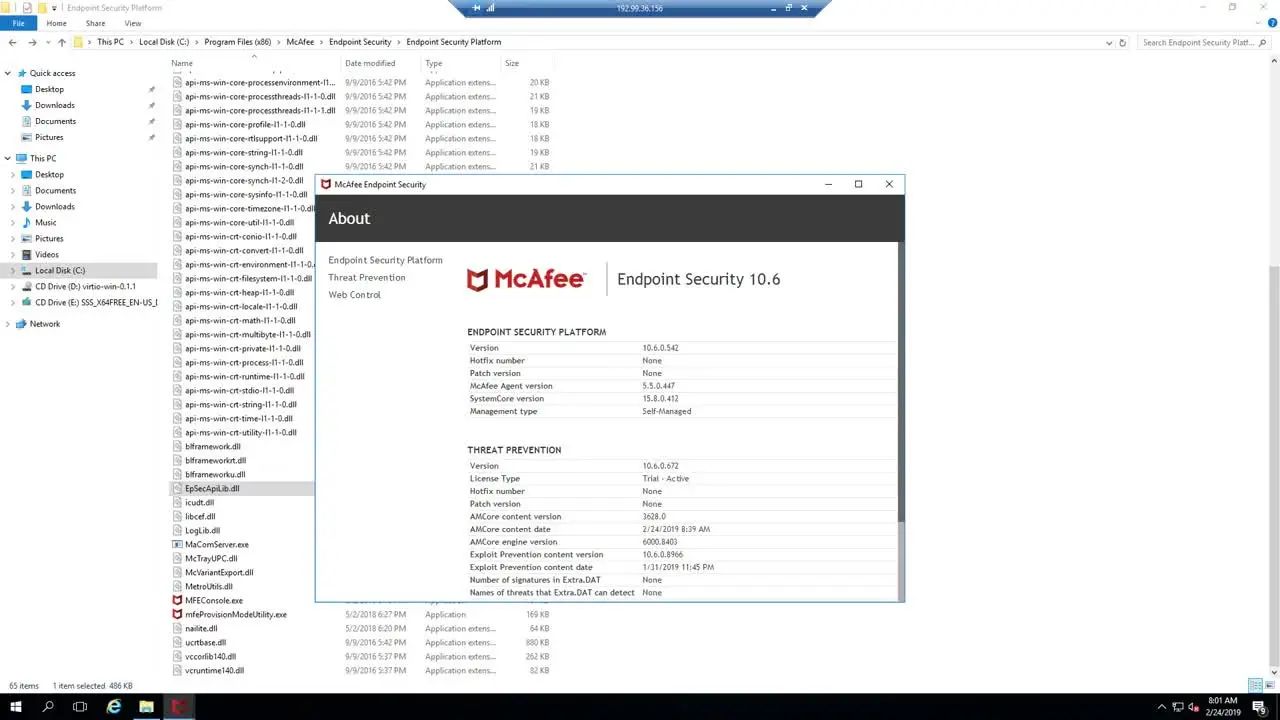 Endpoint Security Platform
192.99.36.156
File Home Share View
This PC > Local Disk (C:) > Program Files (x86) > McAfee > Endpoint Security > Endpoint Security Platform
Search Endpoint Security Platf...
Name Date modified Type Size
Quick access
Desktop
Downloads
Documents
Pictures
This PC
Desktop
Documents
Downloads
Music
Pictures
Videos
Local Disk (C:)
CD Drive (D:) virtio-win-0.1.1
CD Drive (E:) SSS_X64FREE_EN-US_D
Network
api-ms-win-core-processenvironment-l1... 9/9/2016 5:42 PM Application extens... 20 KB
api-ms-win-core-processthreads-l1-1-0.dll 9/9/2016 5:42 PM Application extens... 21 KB
api-ms-win-core-processthreads-l1-1-1.dll 9/9/2016 5:42 PM Application extens... 19 KB
api-ms-win-core-profile-l1-1-0.dll 9/9/2016 5:42 PM Application extens... 18 KB
api-ms-win-core-rtlsupport-l1-1-0.dll 9/9/2016 5:42 PM Application extens... 18 KB
api-ms-win-core-string-l1-1-0.dll 9/9/2016 5:42 PM Application extens... 19 KB
api-ms-win-core-synch-l1-1-0.dll 9/9/2016 5:42 PM Application extens... 21 KB
api-ms-win-core-synch-l1-2-0.dll
api-ms-win-core-sysinfo-l1-1-0.dll
api-ms-win-core-timezone-l1-1-0.dll
api-ms-win-core-util-l1-1-0.dll
api-ms-win-crt-conio-l1-1-0.dll
api-ms-win-crt-convert-l1-1-0.dll
api-ms-win-crt-environment-l1-1-0.
api-ms-win-crt-filesystem-l1-1-0.dll
api-ms-win-crt-heap-l1-1-0.dll
api-ms-win-crt-locale-l1-1-0.dll
api-ms-win-crt-math-l1-1-0.dll
api-ms-win-crt-multibyte-l1-1-0.dll
api-ms-win-crt-private-l1-1-0.dll
api-ms-win-crt-process-l1-1-0.dll
api-ms-win-crt-runtime-l1-1-0.dll
api-ms-win-crt-stdio-l1-1-0.dll
api-ms-win-crt-string-l1-1-0.dll
api-ms-win-crt-time-l1-1-0.dll
api-ms-win-crt-utility-l1-1-0.dll
blframework.dll
blframeworkrt.dll
blframeworku.dll
EpSecApiLib.dll
icudt.dll
libcef.dll
LogLib.dll
MaComServer.exe
McTrayUPC.dll
McVariantExport.dll
MetroUtils.dll
MFEConsole.exe
mfeProvisionModeUtility.exe 5/2/2018 6:27 PM Application 169 KB
nailite.dll 5/2/2018 6:20 PM Application extens... 64 KB
ucrtbase.dll 9/9/2016 5:42 PM Application extens... 880 KB
vccorlib140.dll 9/9/2016 5:37 PM Application extens... 262 KB
vcruntime140.dll 9/9/2016 5:37 PM Application extens... 82 KB
McAfee Endpoint Security
About
Endpoint Security Platform
Threat Prevention
Web Control
McAfee Endpoint Security 10.6
ENDPOINT SECURITY PLATFORM
Version 10.6.0.542
Hotfix number None
Patch version None
McAfee Agent version 5.5.0.447
SystemCore version 15.8.0.412
Management type Self-Managed
THREAT PREVENTION
Version 10.6.0.672
License Type Trial - Active
Hotfix number None
Patch version None
AMCore content version 3628.0
AMCore content date 2/24/2019 8:39 AM
AMCore engine version 6000.8403
Exploit Prevention content version 10.6.0.8966
Exploit Prevention content date 1/31/2019 11:45 PM
Number of signatures in Extra.DAT None
Names of threats that Extra.DAT can detect None
65 items 1 item selected 486 KB
8:01 AM
2/24/2019